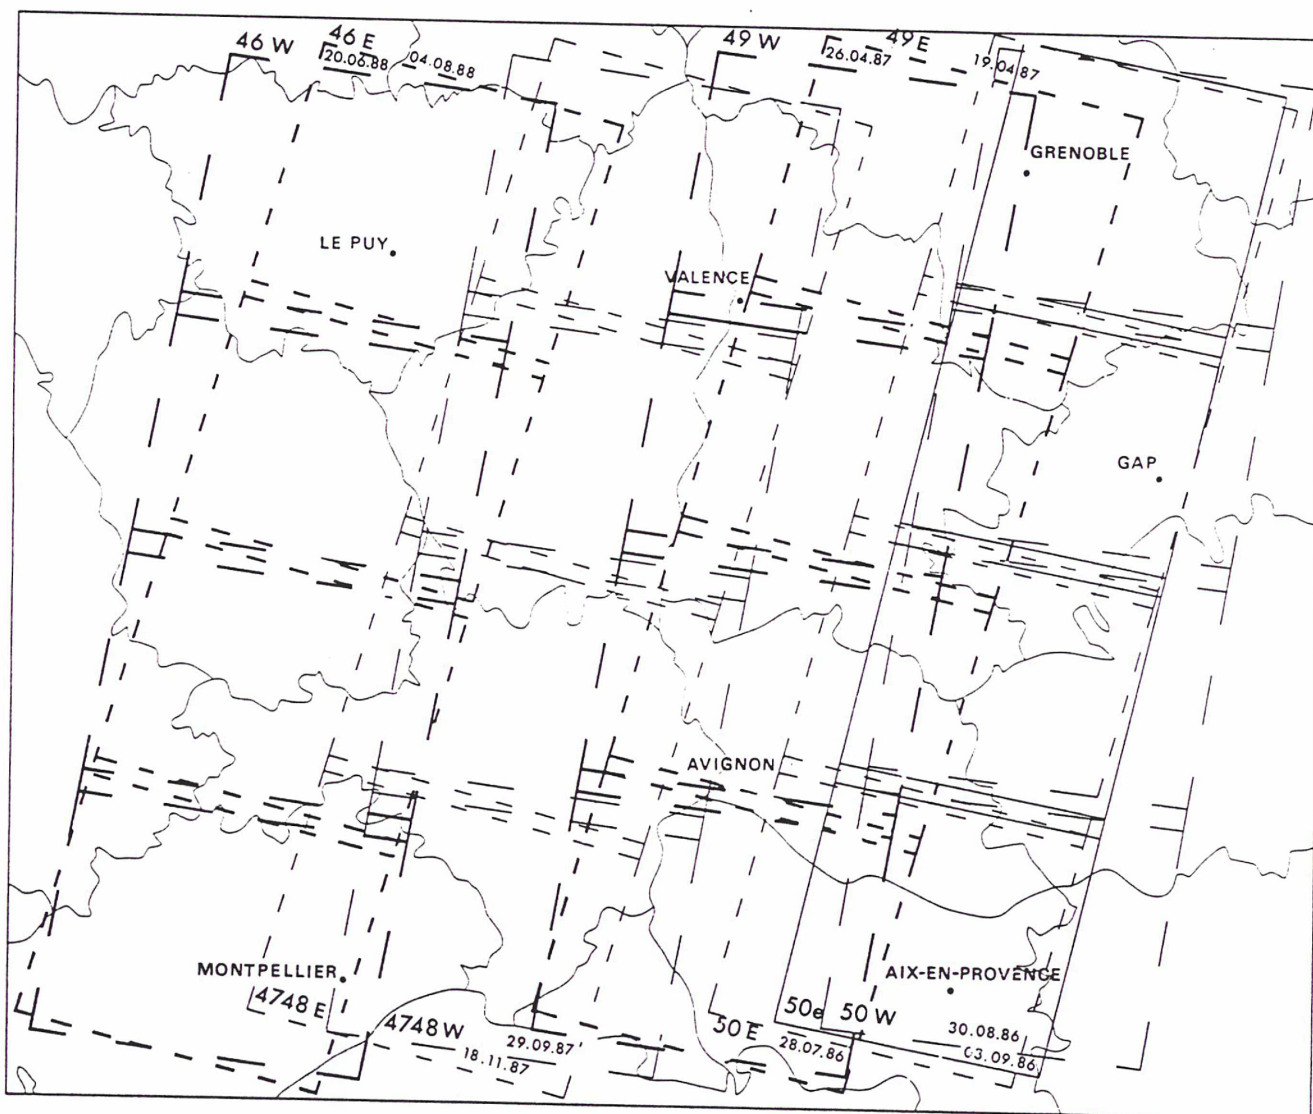 46 W
46 E
20.06.88
04.08.88
49 W
26.04.87
49 E
19.04.87
GRENOBLE
LE PUY
VALENCE
GAP
AVIGNON
MONTPELLIER
AIX-EN-PROVENCE
4748 E
4748 W
29.09.87
18.11.87
50 E
50e
50 W
28.07.86
30.08.86
03.09.86